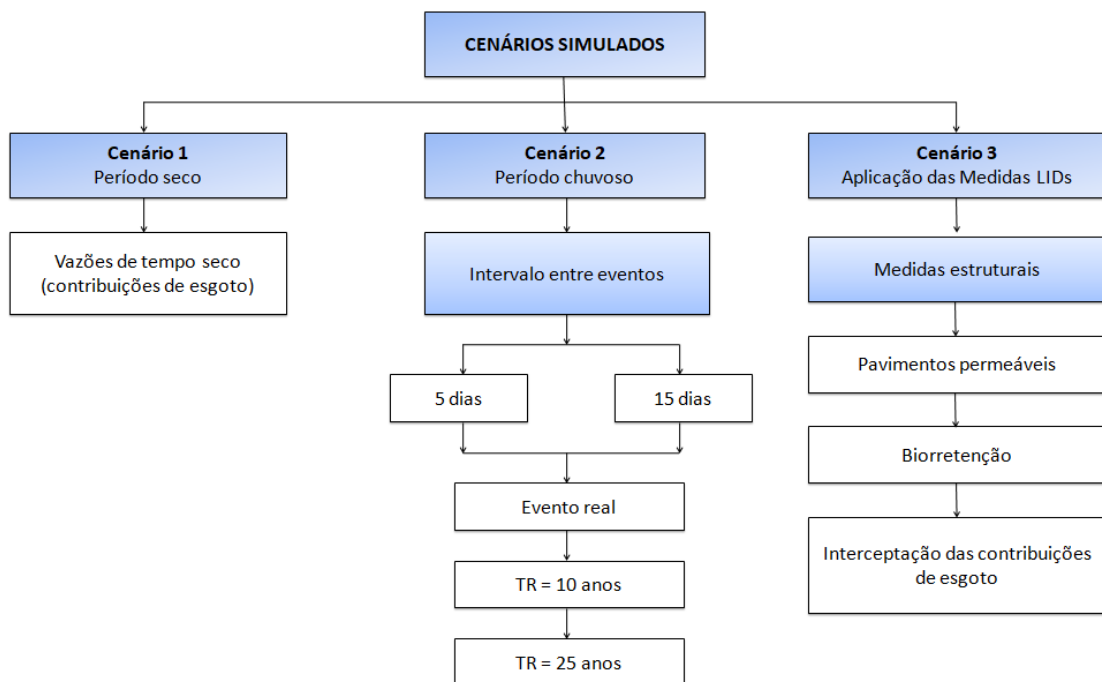 CENÁRIOS SIMULADOS
Cenário 1
Período seco
Vazões de tempo seco
(contribuições de esgoto)
Cenário 2
Período chuvoso
Intervalo entre eventos
5 dias
15 dias
Evento real
TR = 10 anos
TR = 25 anos
Cenário 3
Aplicação das Medidas LIDs
Medidas estruturais
Pavimentos permeáveis
Biorretenção
Interceptação das contribuições
de esgoto